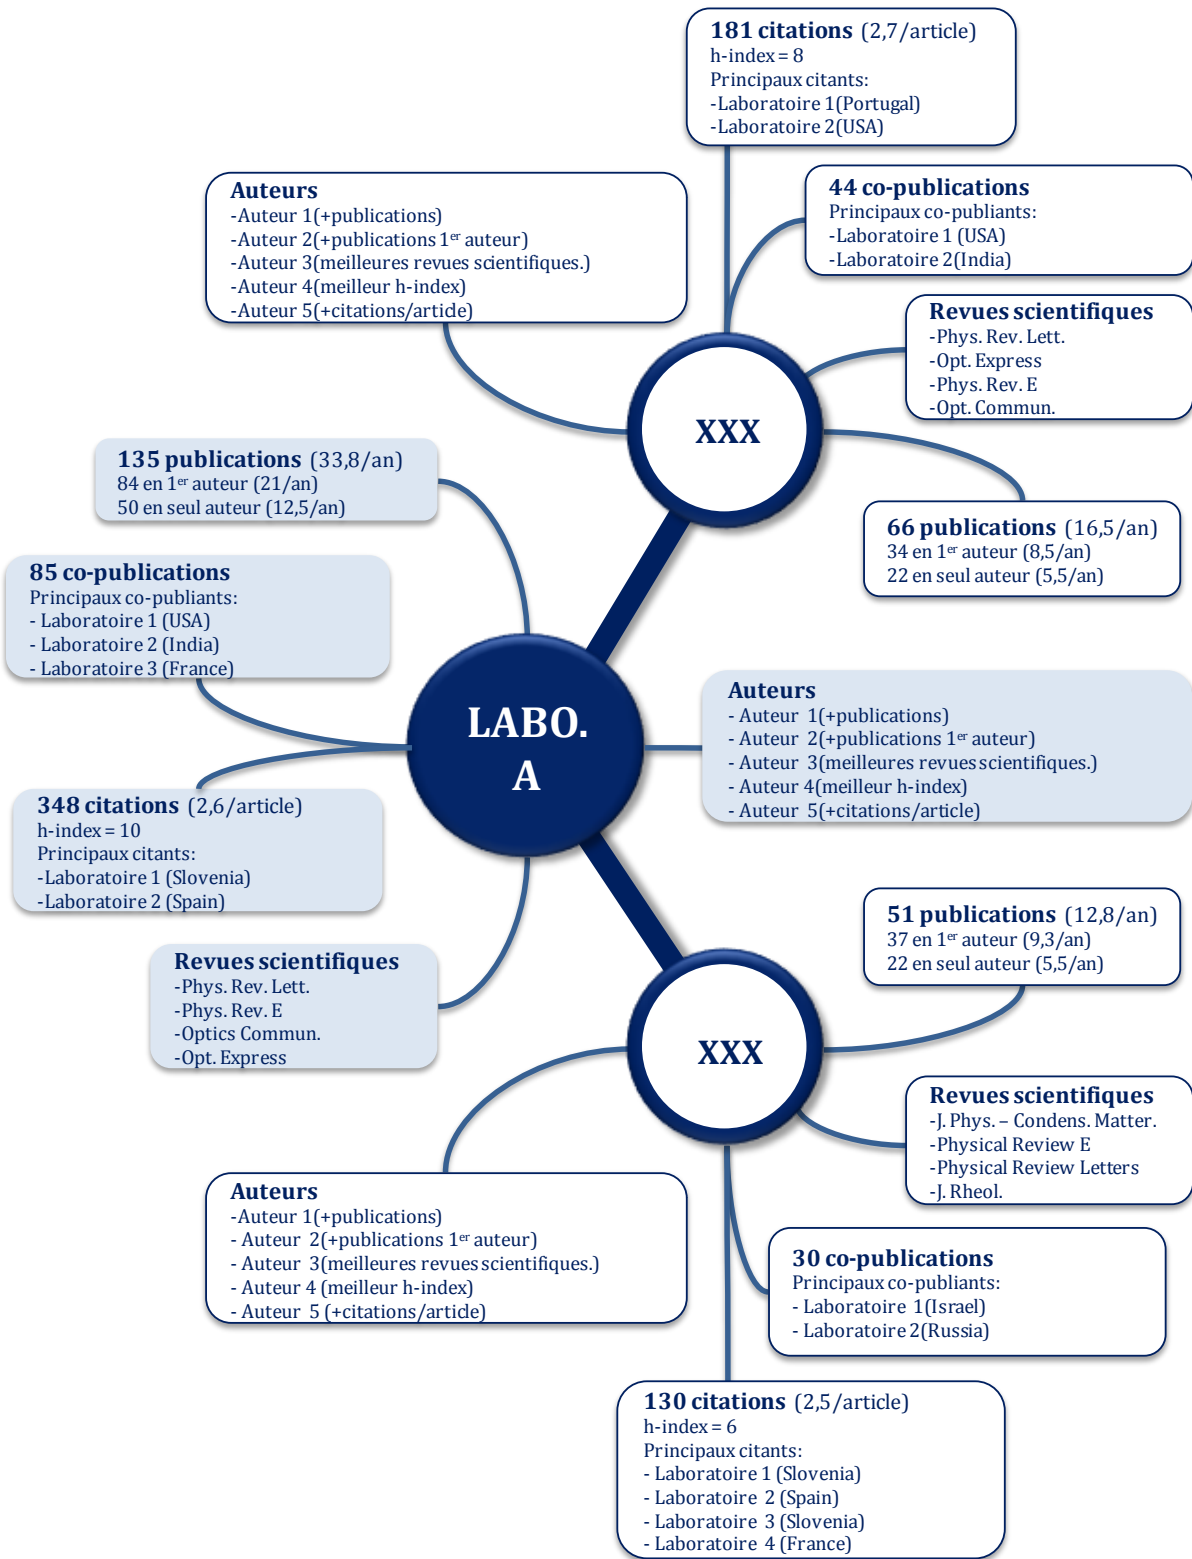 181 citations (2,7/article)
h-index = 8
Principaux citants:
-Laboratoire 1(Portugal)
-Laboratoire 2(USA)
Auteurs
-Auteur 1(+publications)
-Auteur 2(+publications 1er auteur)
-Auteur 3(meilleures revues scientifiques.)
-Auteur 4(meilleur h-index)
-Auteur 5(+citations/article)
44 co-publications
Principaux co-publiants:
-Laboratoire 1 (USA)
-Laboratoire 2(India)
Revues scientifiques
-Phys. Rev. Lett.
-Opt. Express
-Phys. Rev. E
-Opt. Commun.
XXX
66 publications (16,5/an)
34 en 1er auteur (8,5/an)
22 en seul auteur (5,5/an)
135 publications (33,8/an)
84 en 1er auteur (21/an)
50 en seul auteur (12,5/an)
85 co-publications
Principaux co-publiants:
- Laboratoire 1 (USA)
- Laboratoire 2 (India)
- Laboratoire 3 (France)
LABO.
A
Auteurs
- Auteur 1(+publications)
- Auteur 2(+publications 1er auteur)
- Auteur 3(meilleures revues scientifiques.)
- Auteur 4(meilleur h-index)
- Auteur 5(+citations/article)
348 citations (2,6/article)
h-index = 10
Principaux citants:
-Laboratoire 1 (Slovenia)
-Laboratoire 2 (Spain)
Revues scientifiques
-Phys. Rev. Lett.
-Phys. Rev. E
-Optics Commun.
-Opt. Express
51 publications (12,8/an)
37 en 1er auteur (9,3/an)
22 en seul auteur (5,5/an)
XXX
Revues scientifiques
-J. Phys. – Condens. Matter.
-Physical Review E
-Physical Review Letters
-J. Rheol.
Auteurs
-Auteur 1(+publications)
- Auteur 2(+publications 1er auteur)
- Auteur 3(meilleures revues scientifiques.)
- Auteur 4 (meilleur h-index)
- Auteur 5 (+citations/article)
30 co-publications
Principaux co-publiants:
- Laboratoire 1(Israel)
- Laboratoire 2(Russia)
130 citations (2,5/article)
h-index = 6
Principaux citants:
- Laboratoire 1 (Slovenia)
- Laboratoire 2 (Spain)
- Laboratoire 3 (Slovenia)
- Laboratoire 4 (France)